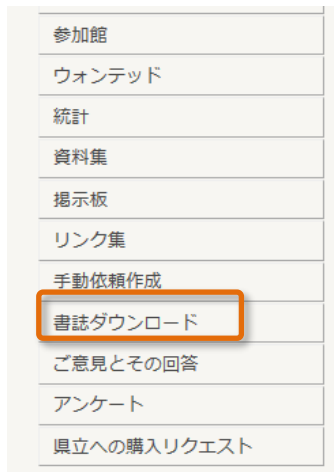 参加館
ウォンテッド
統計
資料集
掲示板
リンク集
手動依頼作成
書誌ダウンロード
ご意見とその回答
アンケート
県立への購入リクエスト